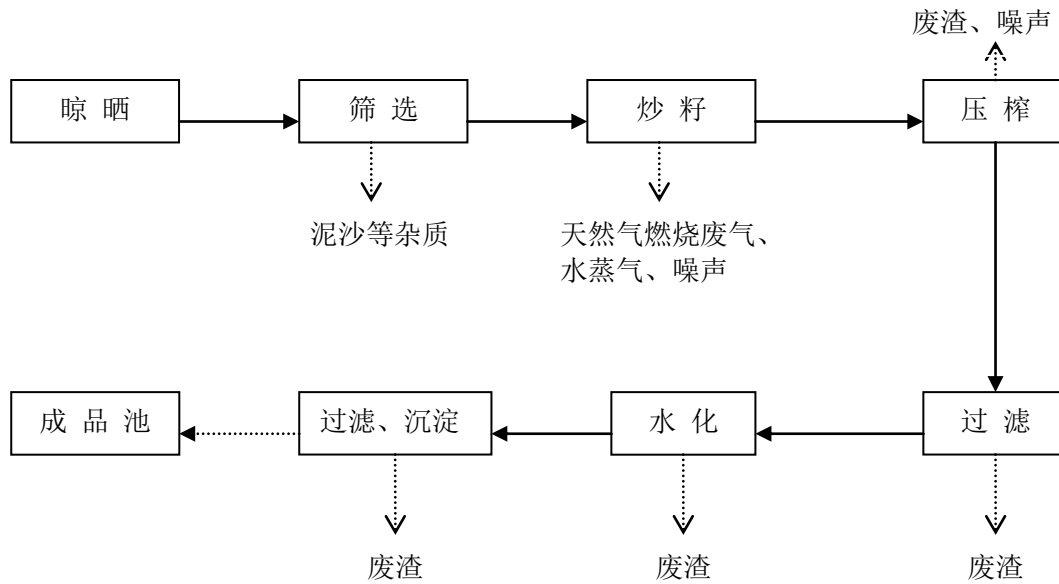 废渣、噪声
晾 晒
筛 选
炒 籽
压 榨
泥沙等杂质
天然气燃烧废气、
水蒸气、噪声
成 品 池
过滤、沉淀
水 化
过 滤
废渣
废渣
废渣